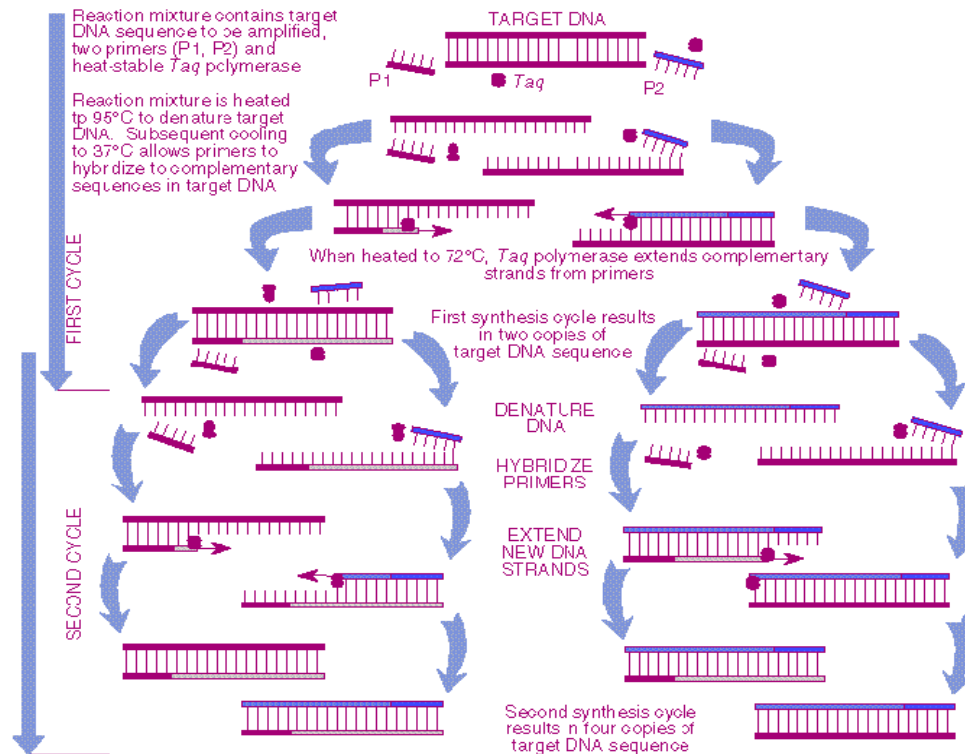 Reaction mixture contains target
DNA sequence to be amplified,
two primers (P1, P2) and
heat-stable Taq polymerase
TARGET DNA
P1
Taq
P2
Reaction mixture is heated
tp 95°C to denature target
DNA. Subsequent cooling
to 37°C allows primers to
hybridize to complementary
sequences in target DNA
When heated to 72°C, Taq polymerase extends complementary
strands from primers
FIRST CYCLE
First synthesis cycle results
in two copies of
target DNA sequence
DENATURE
DNA
HYBRIDZE
PRIMERS
SECOND CYCLE
EXTEND
NEW DNA
STRANDS
Second synthesis cycle
results n four copies of
target DNA sequence